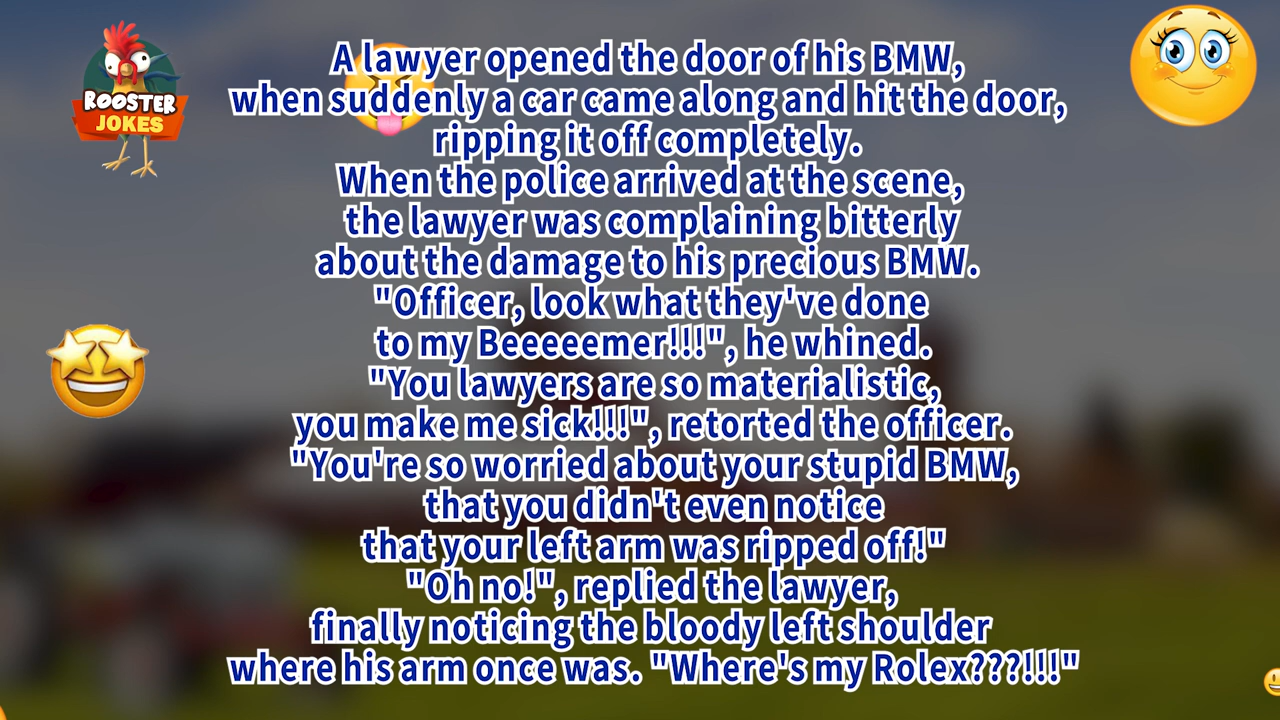 ROOSTER
JOKES
A lawyer opened the door of his BMW,
when suddenly a car came along and hit the door,
ripping it off completely.
When the police arrived at the scene,
the lawyer was complaining bitterly
about the damage to his precious BMW.
"Officer, look what they've done
to my Beeeeemer!!!", he whined.
"You lawyers are so materialistic,
you make me sick!!!", retorted the officer.
"You're so worried about your stupid BMW,
that you didn't even notice
that your left arm was ripped off!"
"Oh no!", replied the lawyer,
finally noticing the bloody left shoulder
where his arm once was. "Where's my Rolex???!!!"